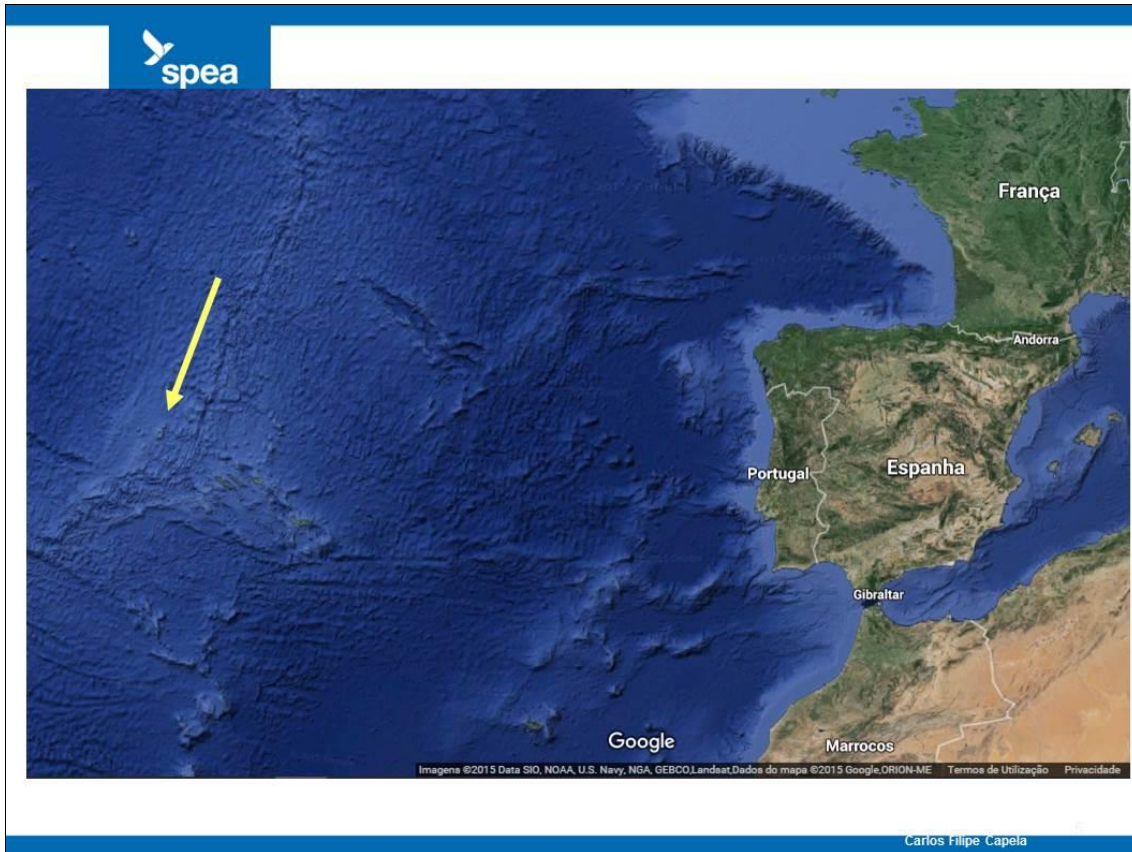 spea
França
Andorra
Portugal
Espanha
Gibraltar
Google
Marrocos
Imagens ©2015 Data SIO, NOAA, U.S. Navy, NGA, GEBCO,Landsat,Dados do mapa ©2015 Google,ORION-ME Termos de Utilização Privacidade
Carlos Filipe Capela